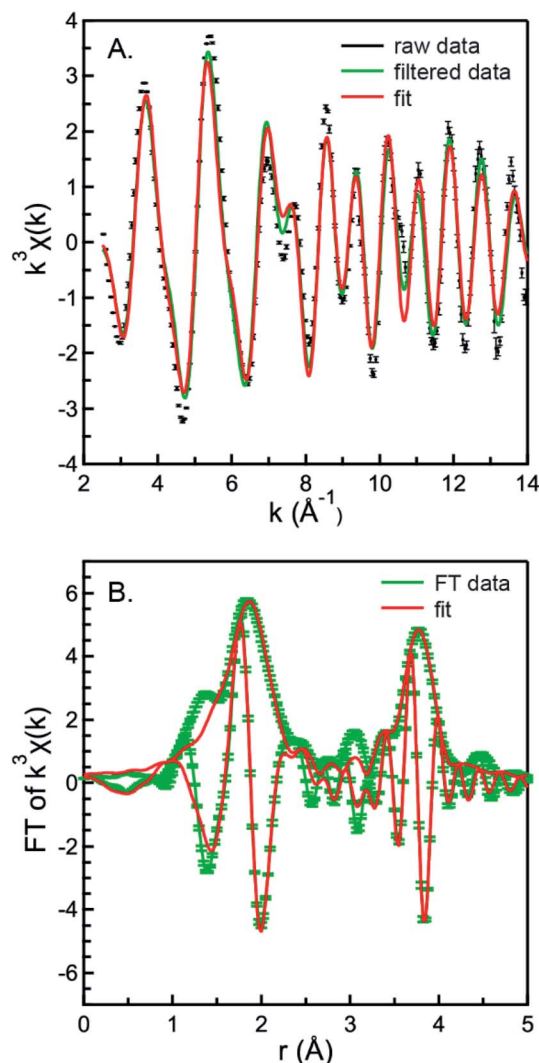 A.
raw data
filtered data
fit
k³χ(k)
4
3
2
1
0
-1
-2
-3
-4
2 4 6 8 10 12 14
k (Å⁻¹)
B.
FT data
fit
FT of k³χ(k)
6
4
2
0
-2
-4
-6
0 1 2 3 4 5
r (Å)